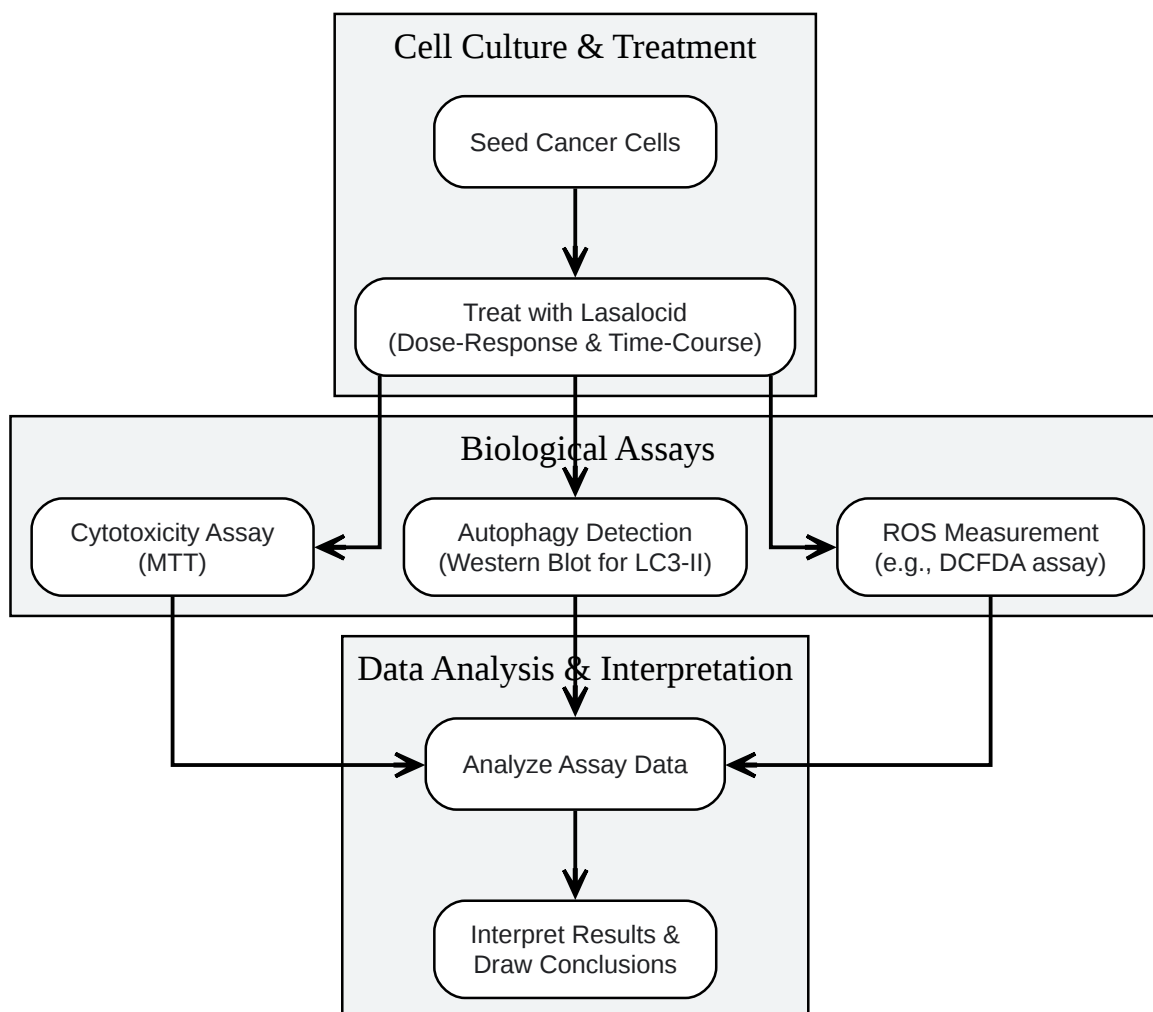 Cell Culture & Treatment
Seed Cancer Cells
Treat with Lasalocid
(Dose-Response & Time-Course)
Biological Assays
Cytotoxicity Assay
(MTT)
Autophagy Detection
(Western Blot for LC3-II)
ROS Measurement
(e.g., DCFDA assay)
Data Analysis & Interpretation
Analyze Assay Data
Interpret Results &
Draw Conclusions